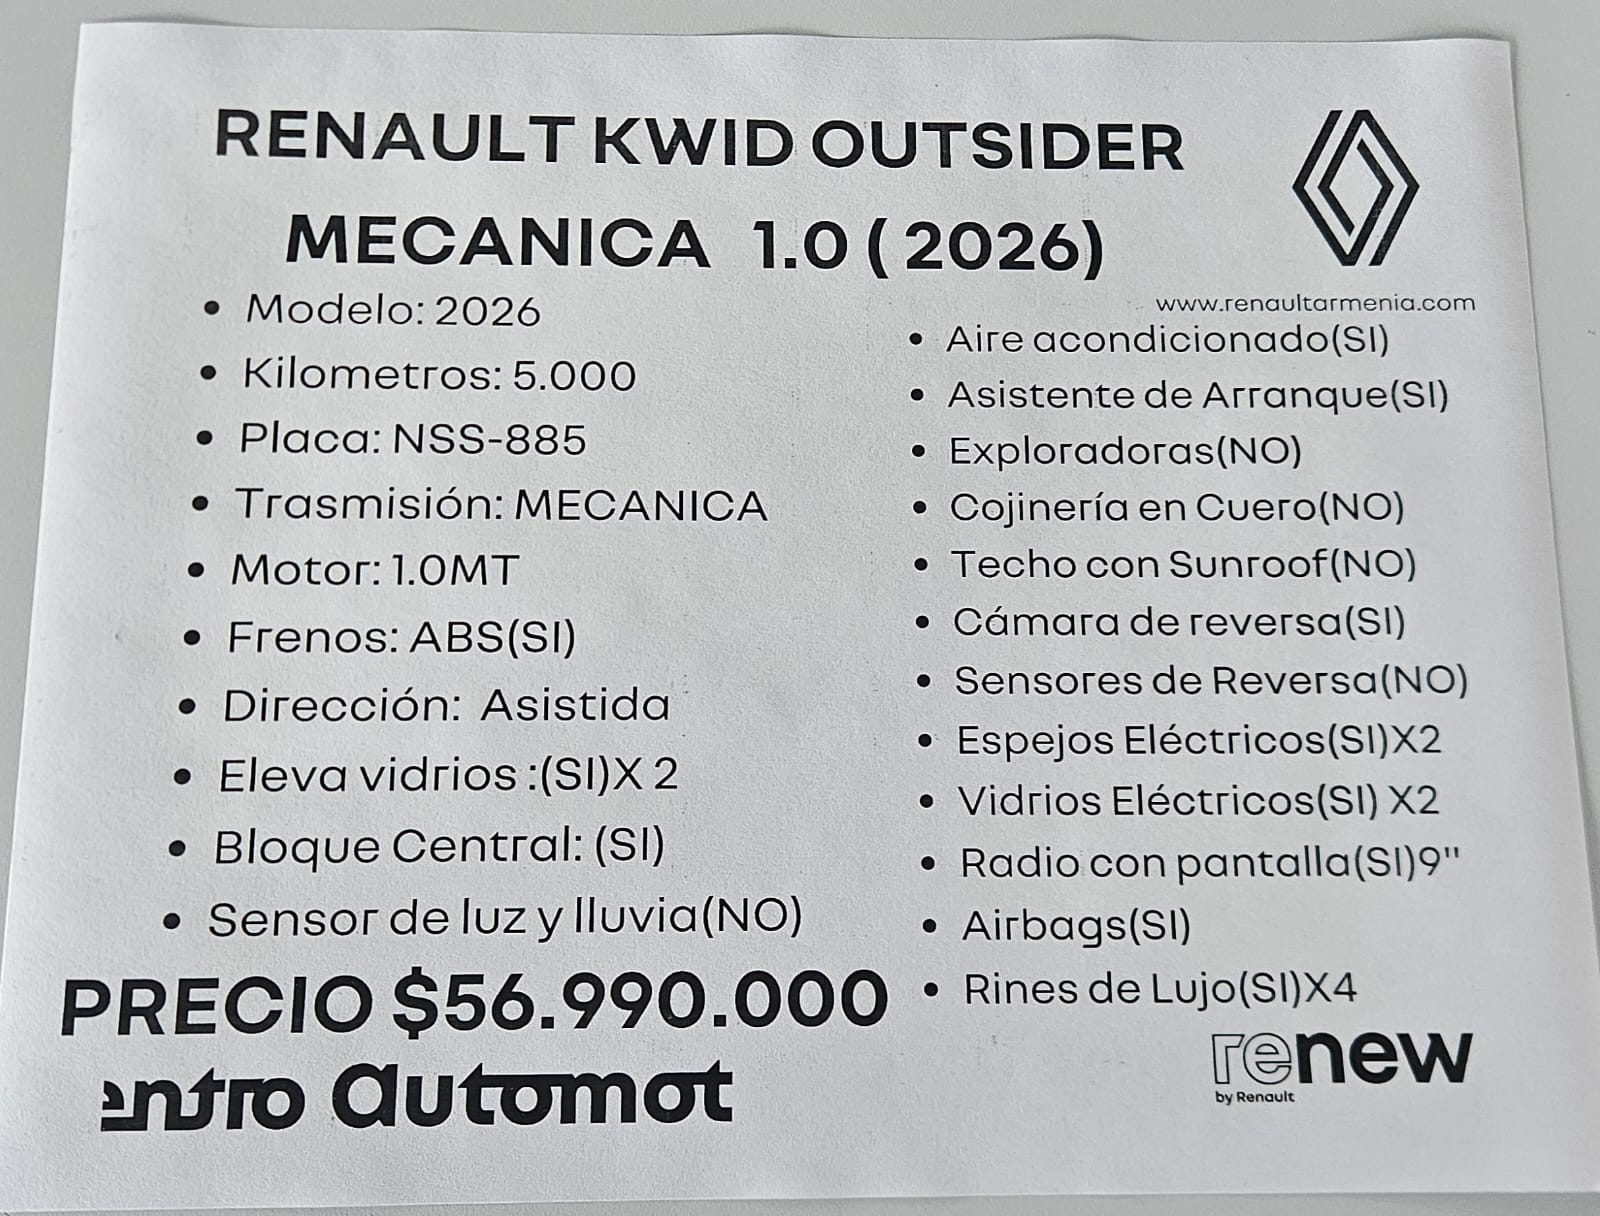 RENAULT KWID OUTSIDER
MECANICA 1.0 ( 2026)
www.renaultarmenia.com
• Modelo: 2026
• Kilometros: 5.000
• Placa: NSS-885
• Trasmisión: MECANICA
• Motor: 1.0MT
• Frenos: ABS(SI)
• Dirección: Asistida
• Eleva vidrios :(SI)X 2
• Bloque Central: (SI)
• Sensor de luz y lluvia(NO)
PRECIO $56.990.000
entro automot
• Aire acondicionado(SI)
• Asistente de Arranque(SI)
• Exploradoras(NO)
• Cojinería en Cuero(NO)
• Techo con Sunroof(NO)
• Cámara de reversa(SI)
• Sensores de Reversa(NO)
• Espejos Eléctricos(SI)X2
• Vidrios Eléctricos(SI) X2
• Radio con pantalla(SI)9"
• Airbags(SI)
• Rines de Lujo(SI)X4
renew
by Renault